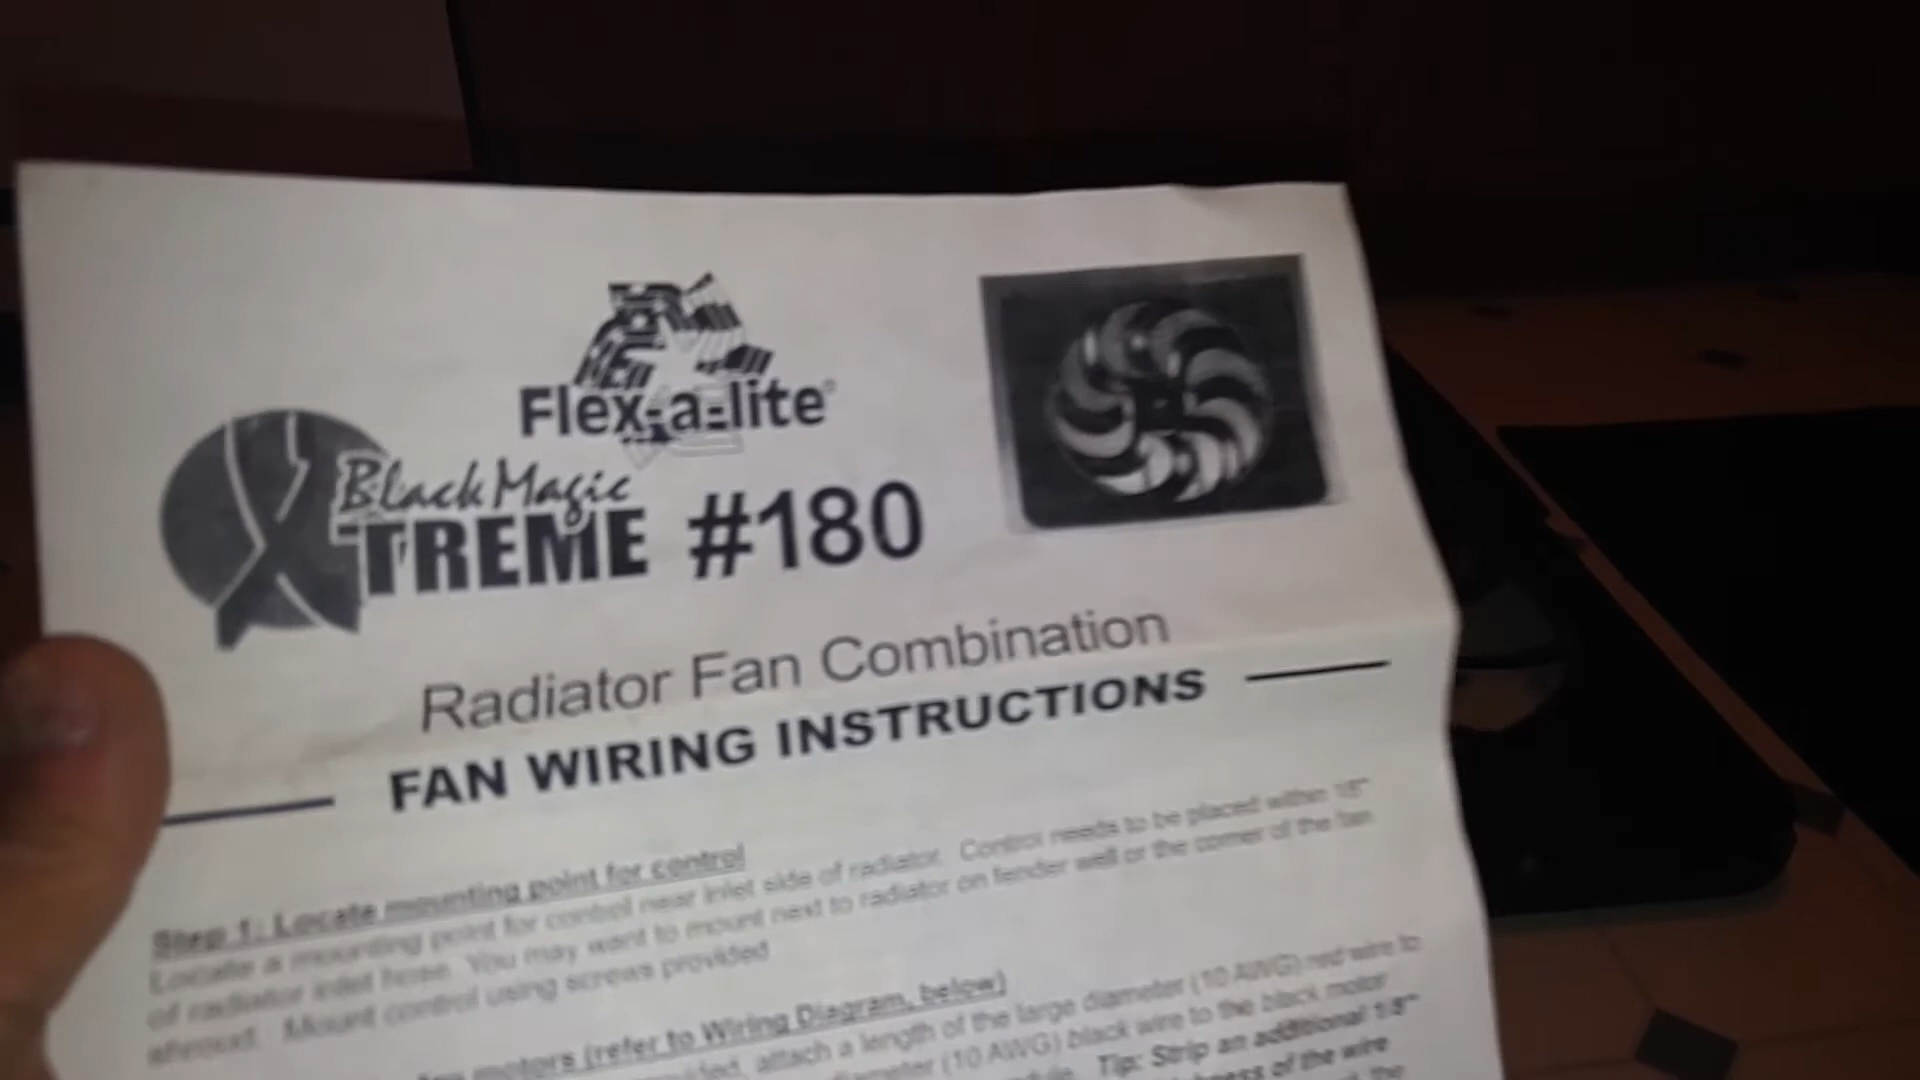 Flex-a-lite®
Black Magic
XTREME #180
Radiator Fan Combination
FAN WIRING INSTRUCTIONS
Step 1: Locate mounting point for control
Locate a mounting point for control near inlet side of radiator. Control needs to be placed within 18"
of radiator inlet hose. You may want to mount next to radiator on fender well or the corner of the fan
shroud. Mount control using screws provided
motors (refer to Wiring Diagram, below)
attach a length of the large diameter (10 AWG) red wire to
(10 AWG) black wire to the black motor
Tip: Strip an additional 1/8"
of the wire
the